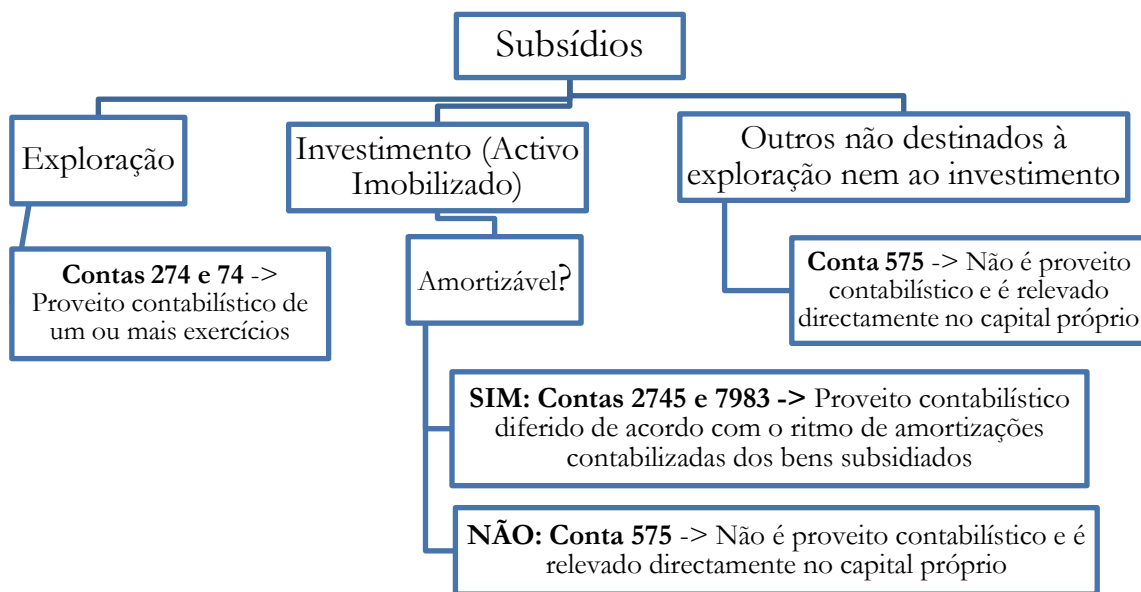 Subsídios
Exploração
Contas 274 e 74 ->
Proveito contabilístico de
um ou mais exercícios
Investimento (Activo
Imobilizado)
Amortizável?
SIM: Contas 2745 e 7983 -> Proveito contabilístico
diferido de acordo com o ritmo de amortizações
contabilizadas dos bens subsidiados
NÃO: Conta 575 -> Não é proveito contabilístico e é
relevado directamente no capital próprio
Outros não destinados à
exploração nem ao investimento
Conta 575 -> Não é proveito
contabilístico e é relevado
directamente no capital próprio